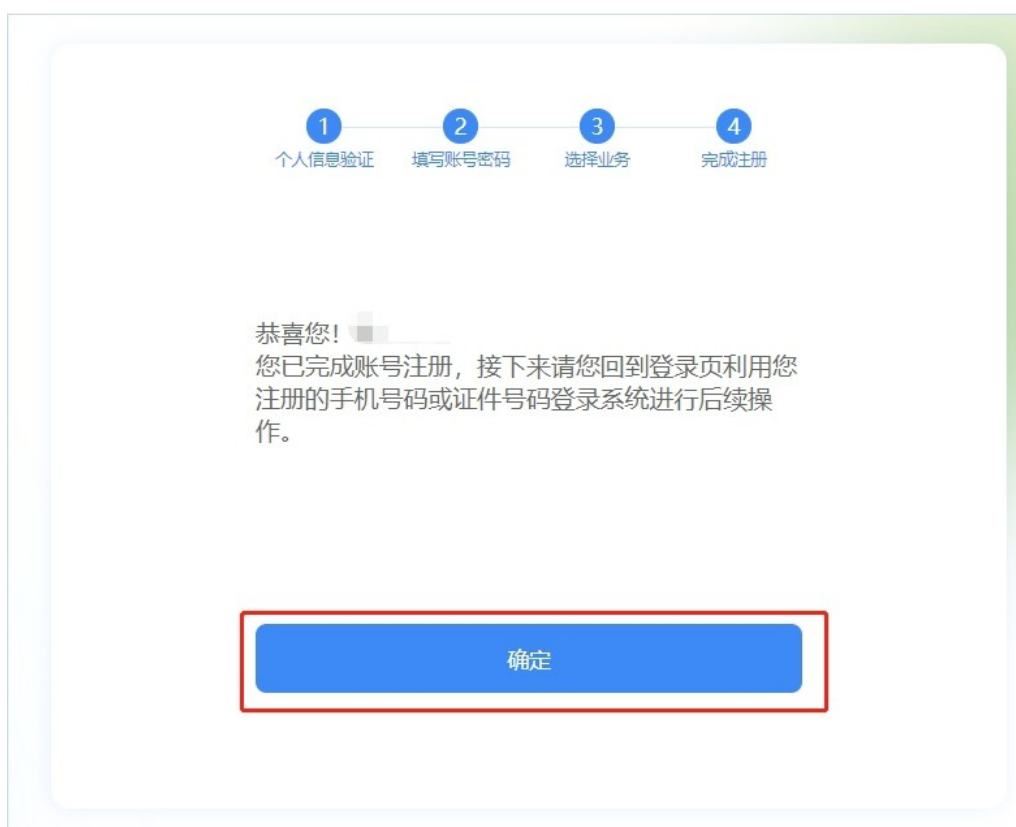 1 2 3 4
个人信息验证 填写账号密码 选择业务 完成注册
恭喜您!
您已完成账号注册，接下来请您回到登录页利用您
注册的手机号码或证件号码登录系统进行后续操
作。
确定